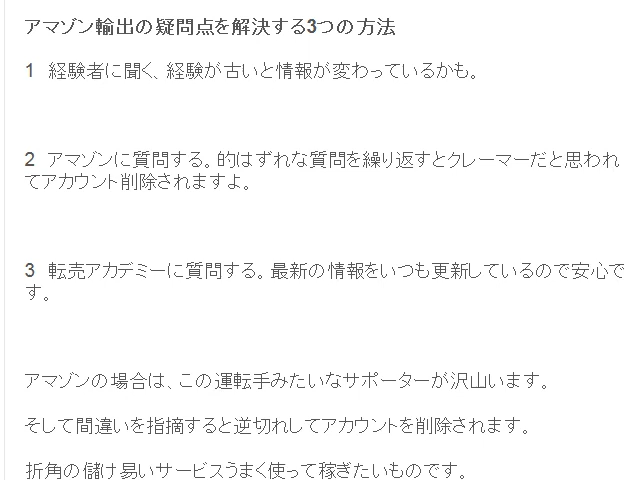 アマゾン輸出の疑問点を解決する3つの方法
1　経験者に聞く、経験が古いと情報が変わっているかも。
2　アマゾンに質問する。的はずれな質問を繰り返すとクレーマーだと思われ
てアカウント削除されますよ。
3　転売アカデミーに質問する。最新の情報をいつも更新しているので安心で
す。
アマゾンの場合は、この運転手みたいなサポーターが沢山います。
そして間違いを指摘すると逆切れしてアカウントを削除されます。
折角の儲け易いサービスうまく使って稼ぎたいものです。